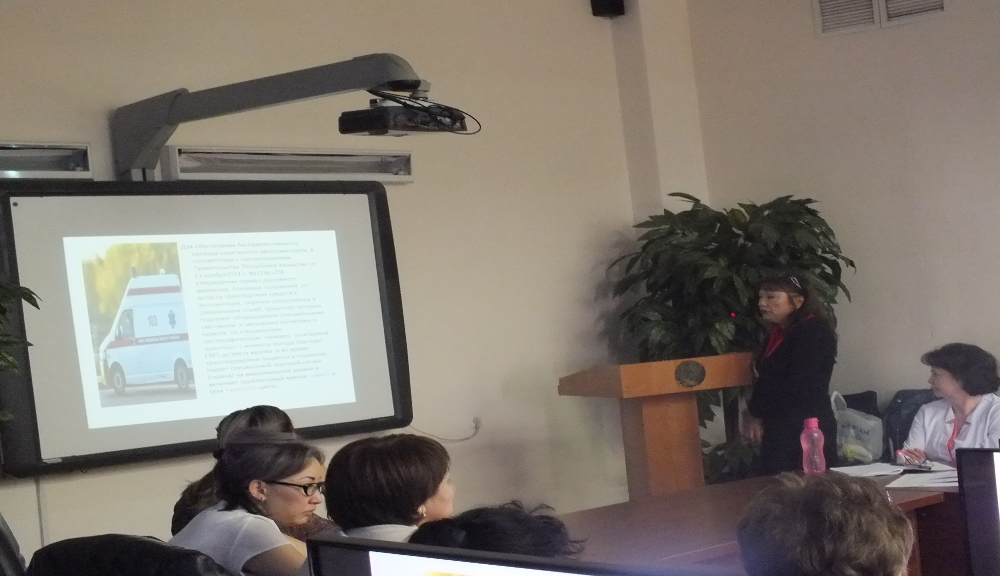 Для обеспечения беспрепятственного
проезда санитарного автотранспорта, в
соответствии с постановлением
Правительства Республики Казахстан от
13 ноября2014 г. №1196 «Об
утверждении правил дорожного
движения, основных положений по
допуску транспортных средств к
эксплуатации, перечня оперативных и
специальных служб, транспорт которых
подлежит оборудованию специальными
световыми и звуковыми сигналами и
окраске по специальным
светографическим схемам», санитарный
транспорт с момента выезда бригады
СМП до места вызова и во время
транспортировки пациента в стационар
подает специальный звуковой сигнал
(сирена) на максимальном уровне и
включает проблесковый маячок синего и
(или ) красного цвета.
103